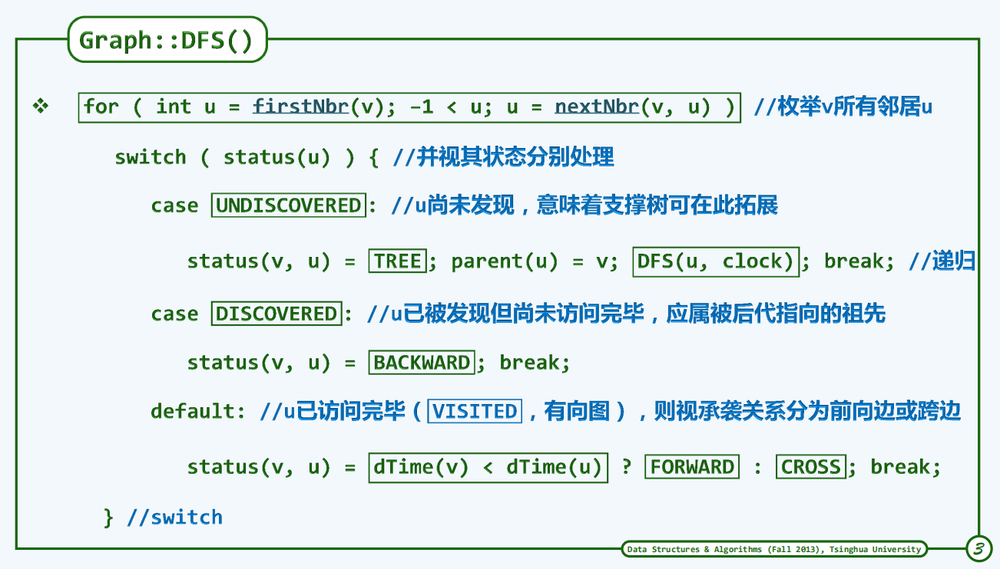 Graph::DFS()
❖ for ( int u = firstNbr(v); –1 < u; u = nextNbr(v, u) ) //枚举v所有邻居u
switch ( status(u) ) { //并视其状态分别处理
case UNDISCOVERED: //u尚未发现，意味着支撑树可在此拓展
status(v, u) = TREE; parent(u) = v; DFS(u, clock); break; //递归
case DISCOVERED: //u已被发现但尚未访问完毕，应属被后代指向的祖先
status(v, u) = BACKWARD; break;
default: //u已访问完毕（VISITED，有向图），则视承袭关系分为前向边或跨边
status(v, u) = dTime(v) < dTime(u) ? FORWARD : CROSS; break;
} //switch
Data Structures & Algorithms (Fall 2013), Tsinghua University
3